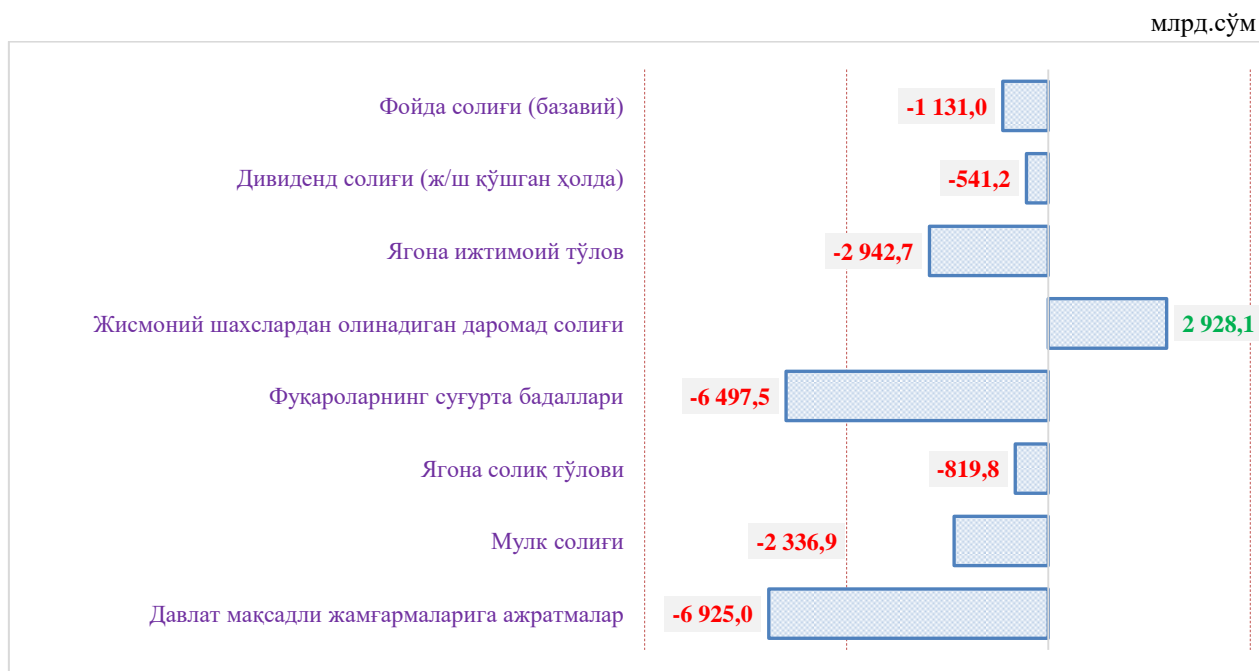 млрд.сўм
Фойда солиғи (базавий) -1 131,0
Дивиденд солиғи (ж/ш қўшган ҳолда) -541,2
Ягона ижтимоий тўлов -2 942,7
Жисмоний шахслардан олинадиган даромад солиғи 2 928,1
Фуқароларнинг суғурта бадаллари -6 497,5
Ягона солиқ тўлови -819,8
Мулк солиғи -2 336,9
Давлат мақсадли жамғармаларига ажратмалар -6 925,0